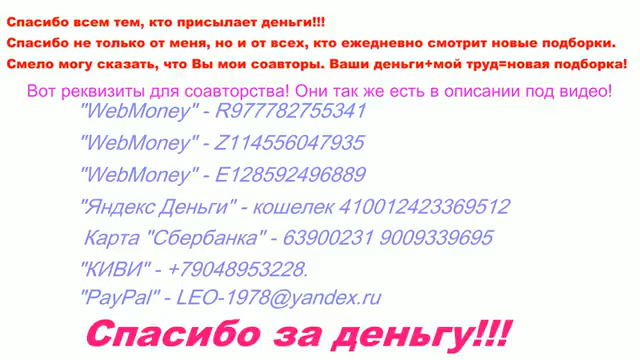 Спасибо всем тем, кто присылает деньги!!!
Спасибо не только от меня, но и от всех, кто ежедневно смотрит новые подборки.
Смело могу сказать, что Вы мои соавторы. Ваши деньги+мой труд=новая подборка!
Вот реквизиты для соавторства! Они так же есть в описании под видео!
"WebMoney" - R977782755341
"WebMoney" - Z114556047935
"WebMoney" - E128592496889
"Яндекс Деньги" - кошелек 410012423369512
Карта "Сбербанка" - 63900231 9009339695
"КИВИ" - +79048953228.
"PayPal" - LEO-1978@yandex.ru
Спасибо за деньгу!!!